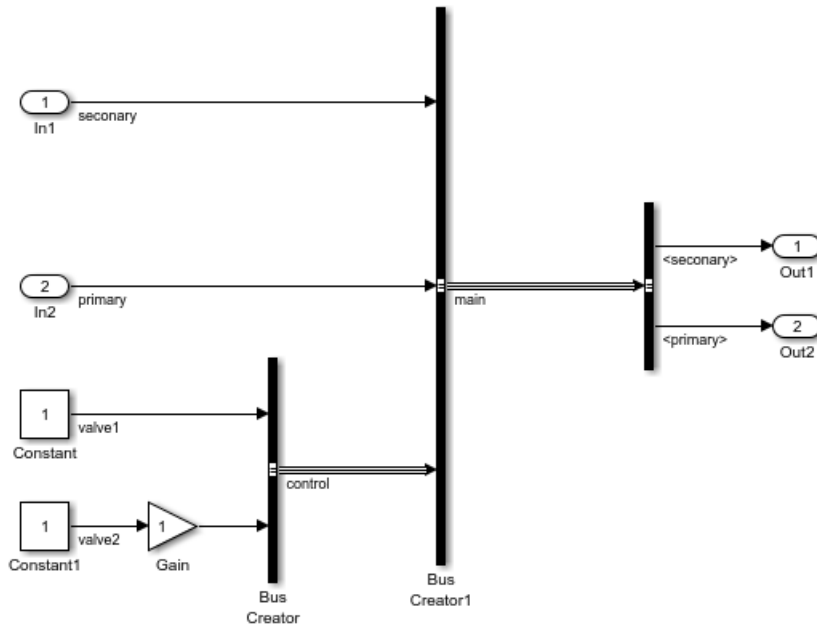 1
seconary
In1
1
<seconary>
Out1
2
primary
In2
main
2
<primary>
Out2
1
valve1
Constant
control
1
valve2
Constant1
1
Gain
Bus
Creator
Bus
Creator1